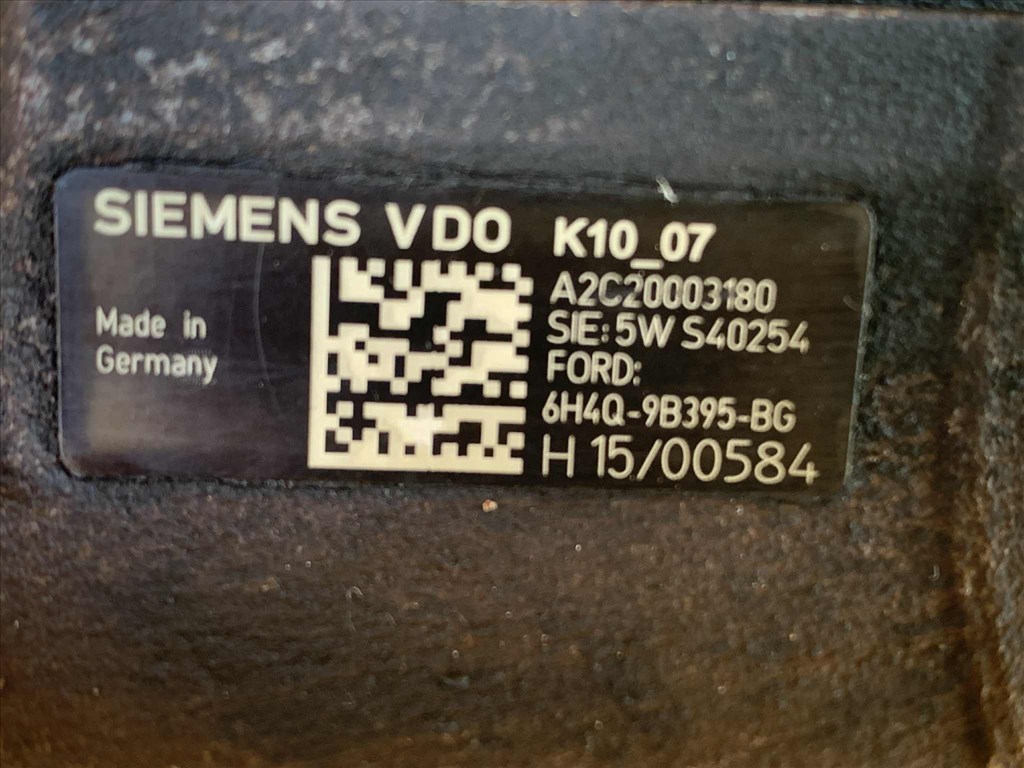 SIEMENS VDO
Made in
Germany
K10_07
A2C20003180
SIE: 5W S40254
FORD:
6H4Q-9B395-BG
H 15/00584